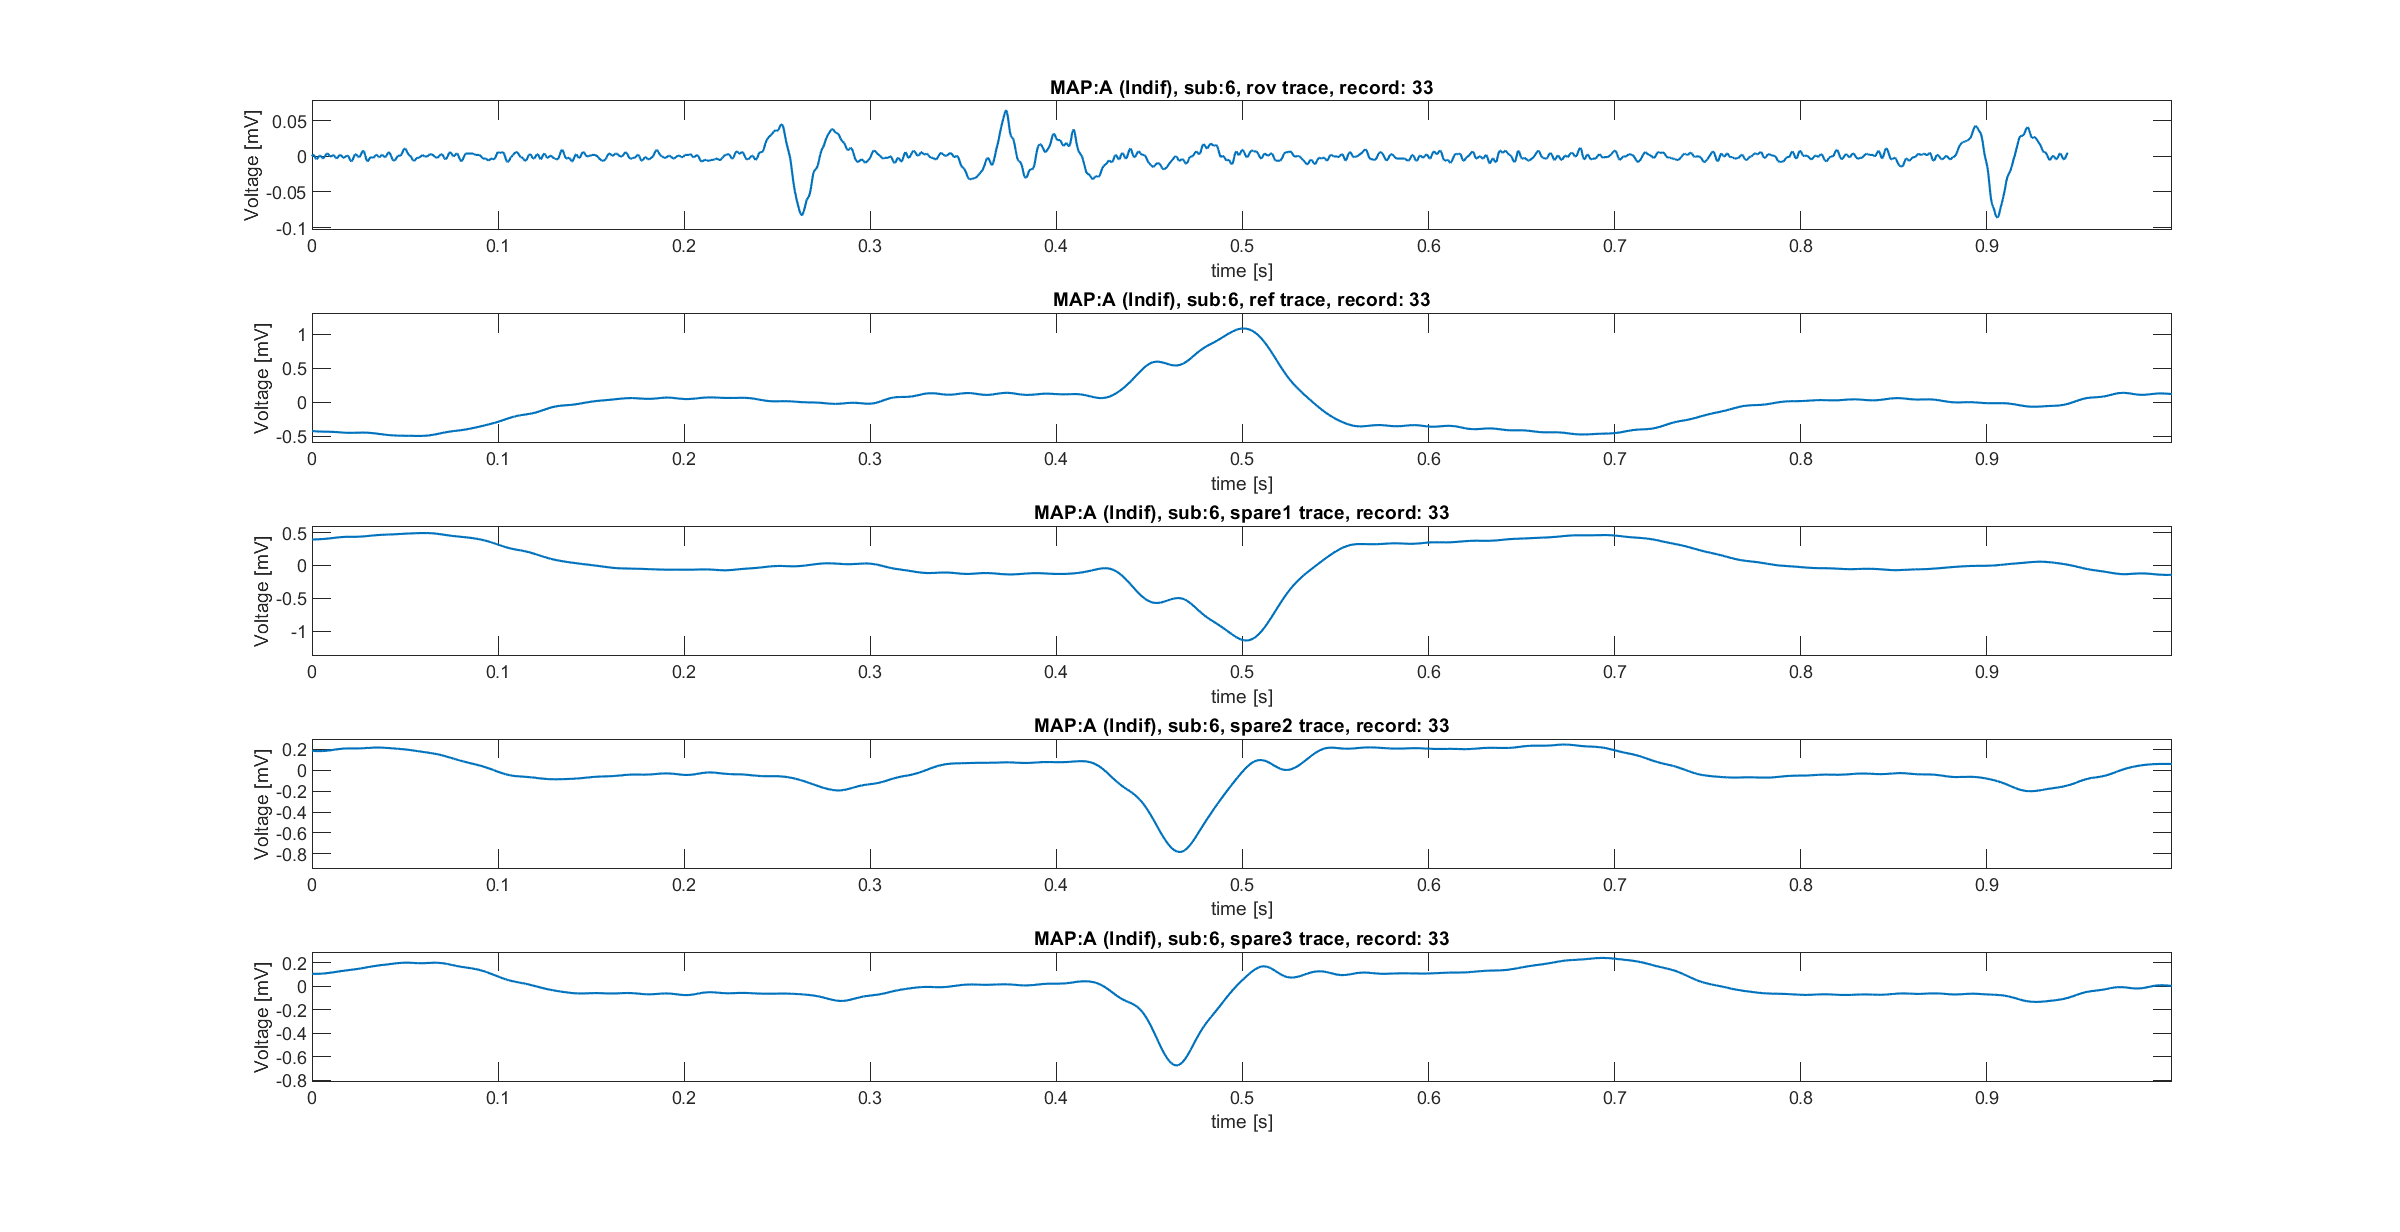 MAP:A (Indif), sub:6, rov trace, record: 33
Voltage [mV]
0.05
0
-0.05
-0.1
0 0.1 0.2 0.3 0.4 0.5 0.6 0.7 0.8 0.9
time [s]
MAP:A (Indif), sub:6, ref trace, record: 33
Voltage [mV]
1
0.5
0
-0.5
0 0.1 0.2 0.3 0.4 0.5 0.6 0.7 0.8 0.9
time [s]
MAP:A (Indif), sub:6, spare1 trace, record: 33
Voltage [mV]
0.5
0
-0.5
-1
0 0.1 0.2 0.3 0.4 0.5 0.6 0.7 0.8 0.9
time [s]
MAP:A (Indif), sub:6, spare2 trace, record: 33
Voltage [mV]
0.2
0
-0.2
-0.4
-0.6
-0.8
0 0.1 0.2 0.3 0.4 0.5 0.6 0.7 0.8 0.9
time [s]
MAP:A (Indif), sub:6, spare3 trace, record: 33
Voltage [mV]
0.2
0
-0.2
-0.4
-0.6
-0.8
0 0.1 0.2 0.3 0.4 0.5 0.6 0.7 0.8 0.9
time [s]